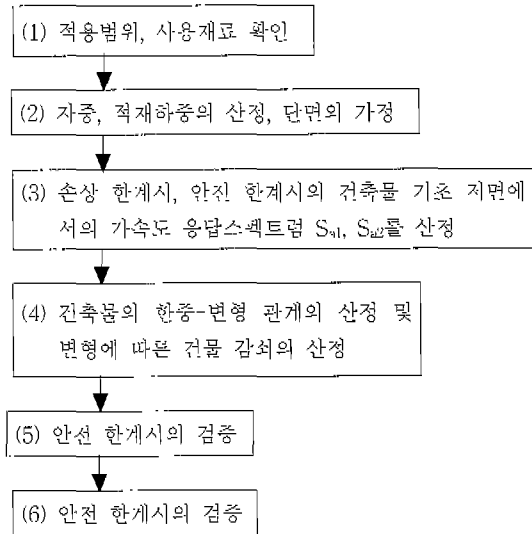 (1) 적용범위, 사용재료 확인
(2) 자중, 적재하중의 산정, 단면의 가정
(3) 손상 한계시, 안전 한계시의 건축물 기초 저면에
서의 가속도 응답스펙트럼 Sa1, Sa2를 산정
(4) 건축물의 하중-변형 관계의 산정 및
변형에 따른 건물 감쇠의 산정
(5) 안전 한계시의 검증
(6) 안전 한계시의 검증